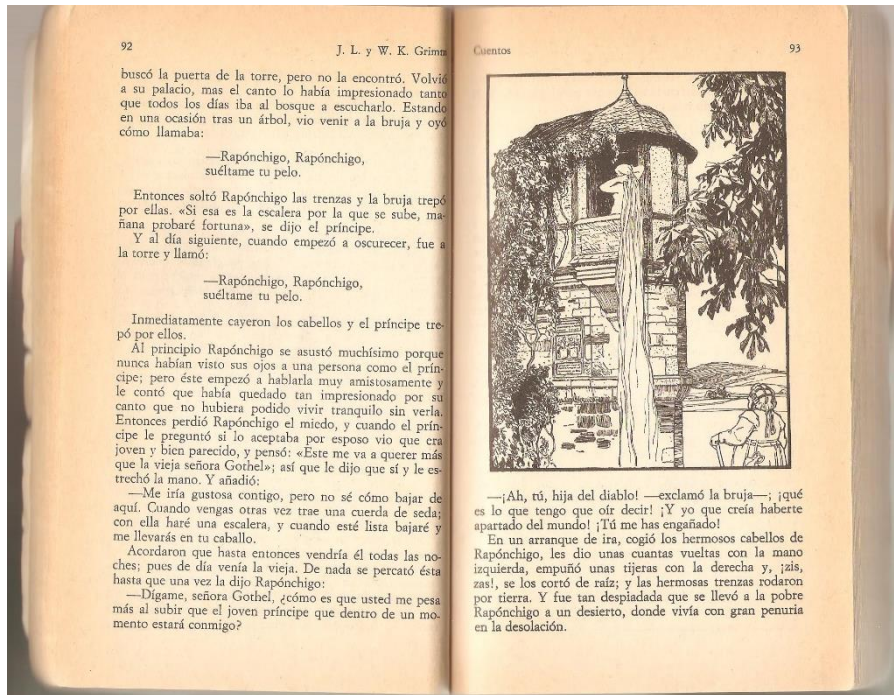 92
J. L. y W. K. Grimm
buscó la puerta de la torre, pero no la encontró. Volvió
a su palacio, mas el canto lo había impresionado tanto
que todos los días iba al bosque a escucharlo. Estando
en una ocasión tras un árbol, vio venir a la bruja y oyó
cómo llamaba:
—Rapónchigo, Rapónchigo,
suéltame tu pelo.
Entonces soltó Rapónchigo las trenzas y la bruja trepó
por ellas. «Si esa es la escalera por la que se sube, ma-
ñana probaré fortuna», se dijo el príncipe.
Y al día siguiente, cuando empezó a oscurecer, fue a
la torre y llamó:
—Rapónchigo, Rapónchigo,
suéltame tu pelo.
Inmediatamente cayeron los cabellos y el príncipe tre-
pó por ellos.
Al principio Rapónchigo se asustó muchísimo porque
nunca habían visto sus ojos a una persona como el prín-
cipe; pero éste empezó a hablarla muy amistosamente y
le contó que había quedado tan impresionado por su
canto que no hubiera podido vivir tranquilo sin verla.
Entonces perdió Rapónchigo el miedo, y cuando el prín-
cipe le preguntó si lo aceptaba por esposo vio que era
joven y bien parecido, y pensó: «Este me va a querer más
que la vieja señora Gothel»; así que le dijo que sí y le es-
trechó la mano. Y añadió:
—Me iría gustosa contigo, pero no sé cómo bajar de
aquí. Cuando vengas otras vez trae una cuerda de seda;
con ella haré una escalera, y cuando esté lista bajaré y
me llevarás en tu caballo.
Acordaron que hasta entonces vendría él todas las no-
ches; pues de día venía la vieja. De nada se percató ésta
hasta que una vez la dijo Rapónchigo:
—Dígame, señora Gothel, ¿cómo es que usted me pesa
más al subir que el joven príncipe que dentro de un mo-
mento estará conmigo?
Cuentos
93
—¡Ah, tú, hija del diablo! —exclamó la bruja—; ¡qué
es lo que tengo que oír decir! ¡Y yo que creía haberte
apartado del mundo! ¡Tú me has engañado!
En un arranque de ira, cogió los hermosos cabellos de
Rapónchigo, les dio unas cuantas vueltas con la mano
izquierda, empuñó unas tijeras con la derecha y, ¡zis,
zas!, se los cortó de raíz; y las hermosas trenzas rodaron
por tierra. Y fue tan despiadada que se llevó a la pobre
Rapónchigo a un desierto, donde vivía con gran penuria
en la desolación.